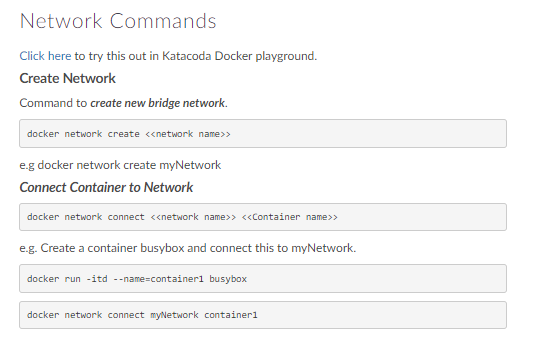 Network Commands
Click here to try this out in Katacoda Docker playground.
Create Network
Command to create new bridge network.
docker network create <<network name>>
e.g docker network create myNetwork
Connect Container to Network
docker network connect <<network name>> <<Container name>>
e.g. Create a container busybox and connect this to myNetwork.
docker run -itd --name=container1 busybox
docker network connect myNetwork container1